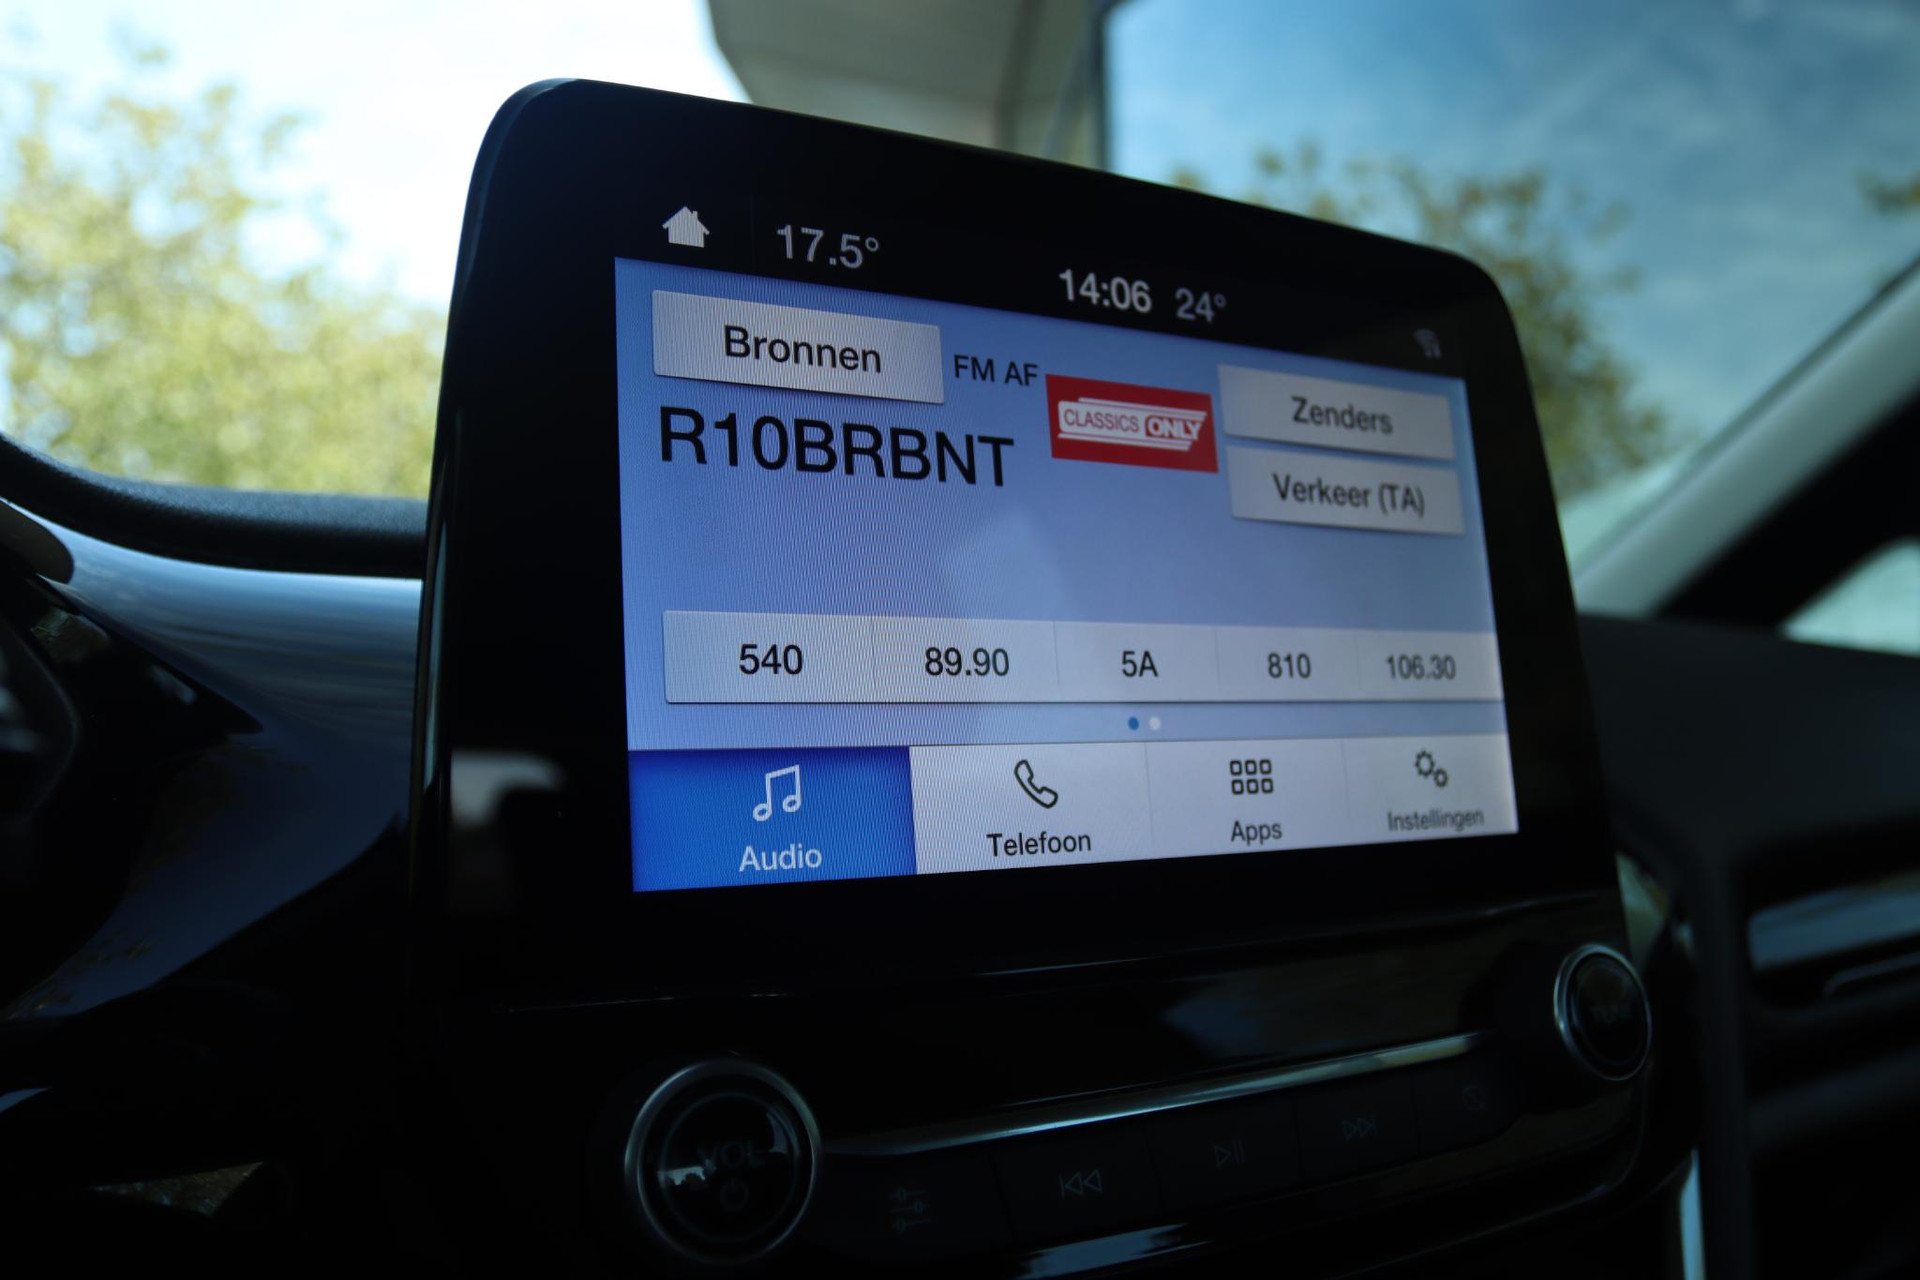 17.5°
14:06 24°
Bronnen
FM AF
CLASSICS ONLY
Zenders
R10BRBNT
Verkeer (TA)
540
89.90
5A
810
106.30
Audio
Telefoon
Apps
Instellingen
VOL